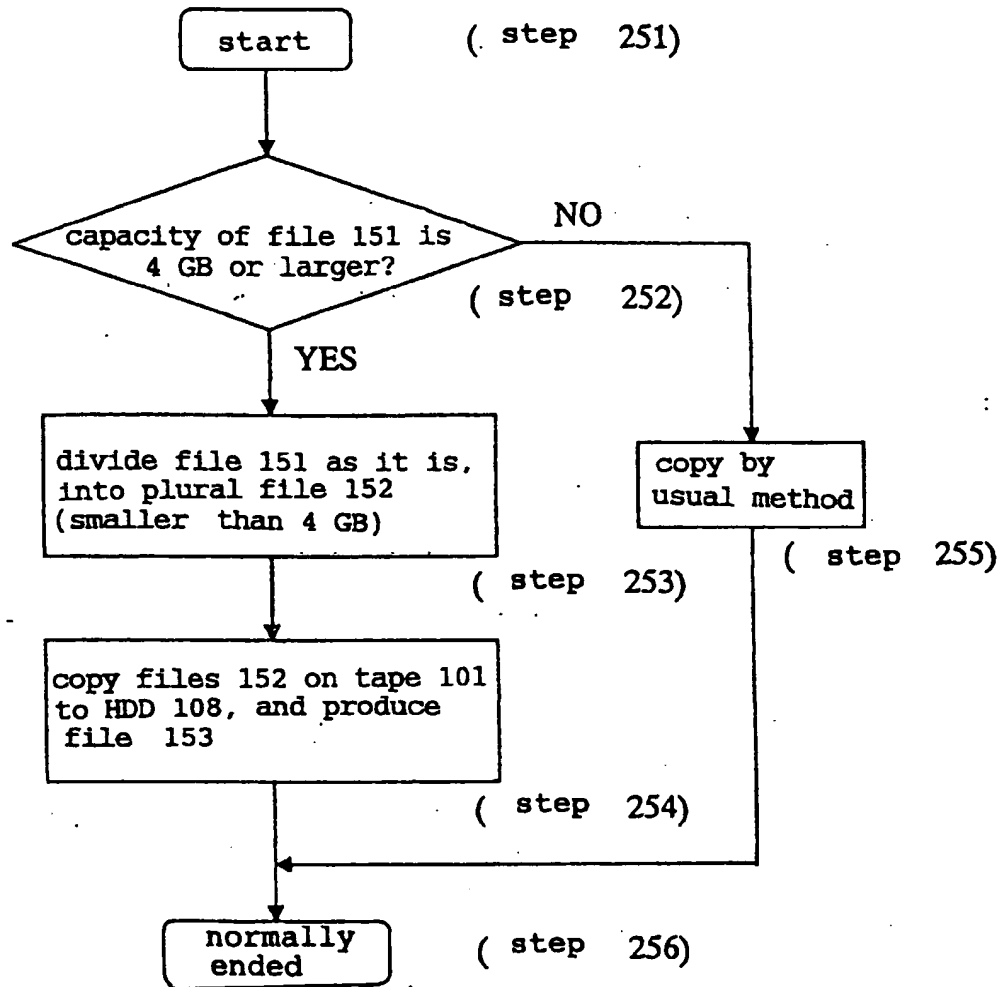 start
( step 251)
capacity of file 151 is
4 GB or larger?
NO
( step 252)
YES
divide file 151 as it is,
into plural file 152
(smaller than 4 GB)
( step 253)
copy by
usual method
( step 255)
copy files 152 on tape 101
to HDD 108, and produce
file 153
( step 254)
normally
ended
( step 256)